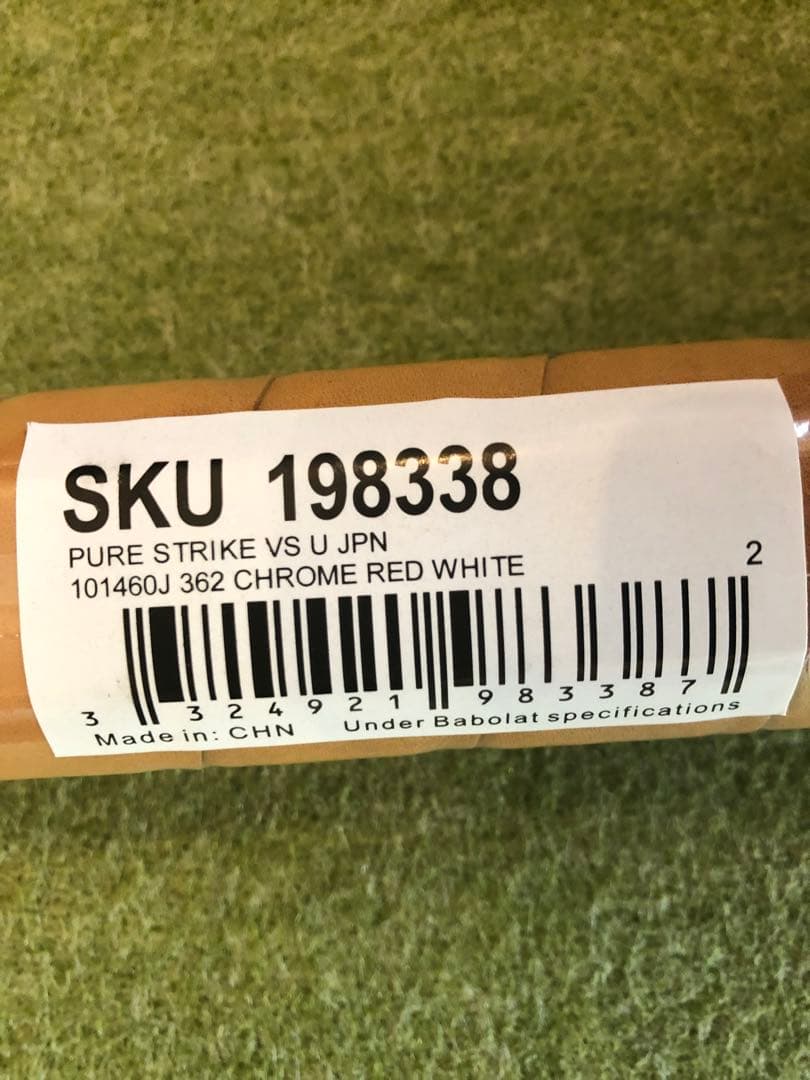 SKU 198338
PURE STRIKE VS U JPN
101460J 362 CHROME RED WHITE
2
3 324921 983387
Made in: CHN Under Babolat specifications